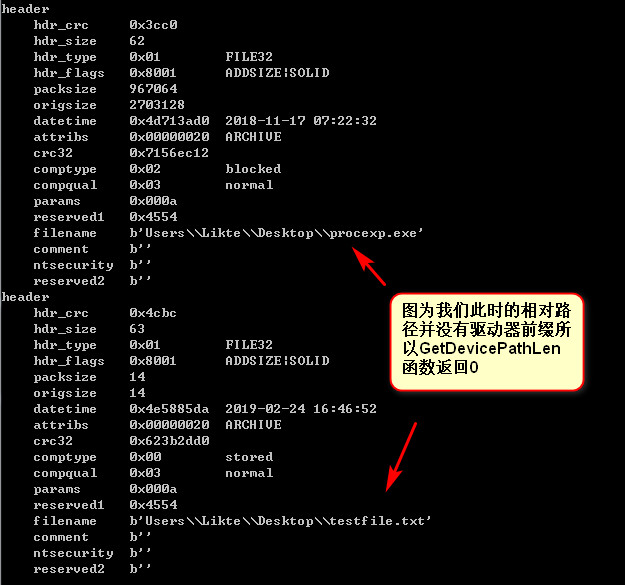 header
hdr_crc 0x3cc0
hdr_size 62
hdr_type 0x01 FILE32
hdr_flags 0x8001 ADDSIZE|SOLID
packsize 967064
origsize 2703128
datetime 0x4d713ad0 2018-11-17 07:22:32
attribs 0x00000020 ARCHIVE
crc32 0x7156ec12
comptype 0x02 blocked
compqual 0x03 normal
params 0x000a
reserved1 0x4554
filename b'Users\\Likte\\Desktop\\procexp.exe'
comment b''
ntsecurity b''
reserved2 b''
header
hdr_crc 0x4cbc
hdr_size 63
hdr_type 0x01 FILE32
hdr_flags 0x8001 ADDSIZE|SOLID
packsize 14
origsize 14
datetime 0x4e5885da 2019-02-24 16:46:52
attribs 0x00000020 ARCHIVE
crc32 0x623b2dd0
comptype 0x00 stored
compqual 0x03 normal
params 0x000a
reserved1 0x4554
filename b'Users\\Likte\\Desktop\\testfile.txt'
comment b''
ntsecurity b''
reserved2 b''
图为我们此时的相对路
径并没有驱动器前缀所
以GetDevicePathLen
函数返回0